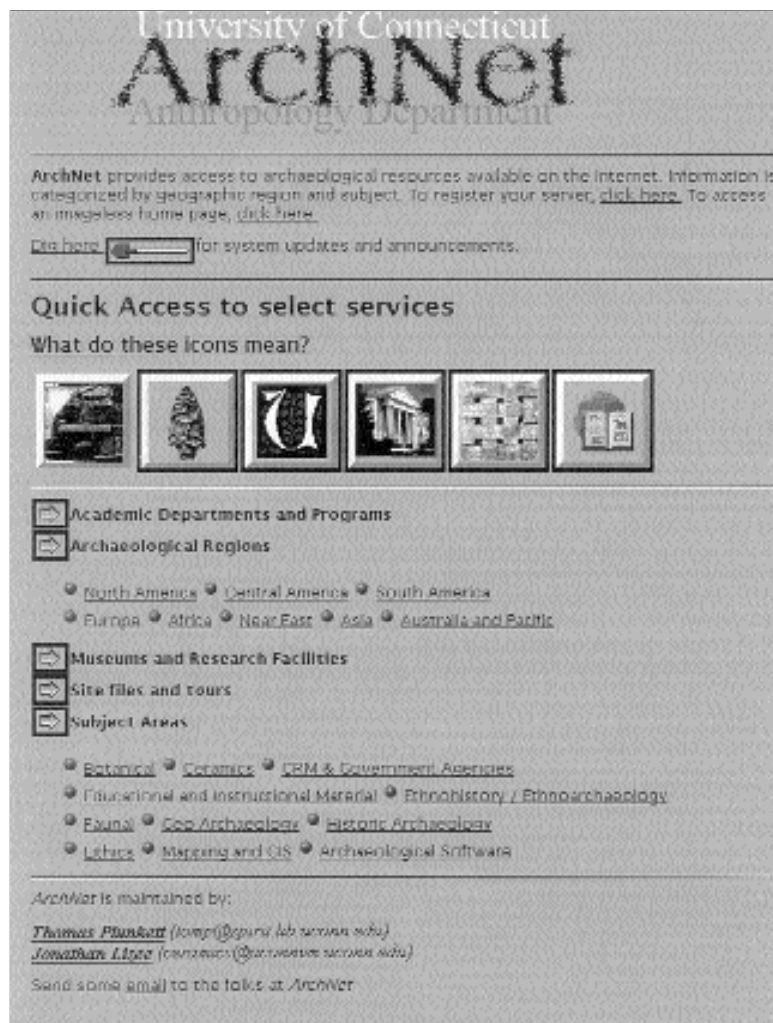 University of Connecticut
ArchNet
Anthropology Department
ArchNet provides access to archaeological resources available on the Internet. Information is
categorized by geographic region and subject. To register your server, click here. To access
an imageless home page, click here.
Dig here for system updates and announcements.
Quick Access to select services
What do these icons mean?
U
Academic Departments and Programs
Archaeological Regions
North America Central America South America
Europe Africa Near East Asia Australia and Pacific
Museums and Research Facilities
Site files and tours
Subject Areas
Botanical Ceramics CRM & Government Agencies
Educational and Instructional Material Ethnohistory / Ethnoarchaeology
Faunal Geo Archaeology Historic Archaeology
Lithics Mapping and GIS Archaeological Software
ArchNet is maintained by:
Thomas Plunkett
Jonathan Lizee
Send some email to the folks at ArchNet